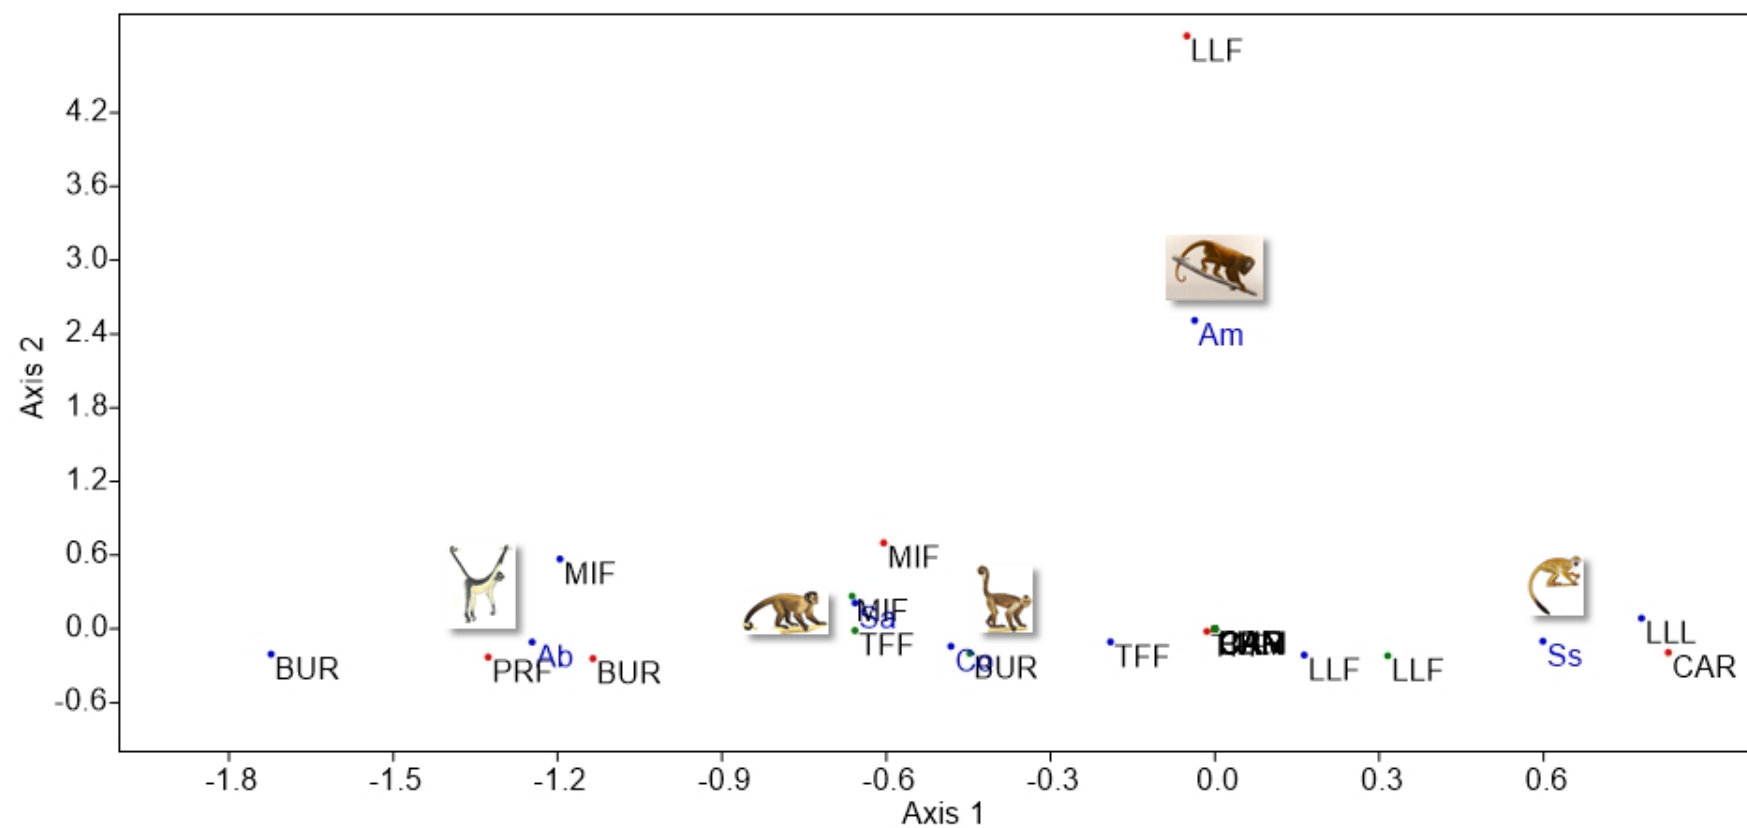 LLF
4.2
3.6
3.0
2.4
Am
1.8
1.2
0.6
MIF
MIF
MIF
Sa
0.0
TFF
BUR
PRF
Ab
BUR
BUR
TFF
LLF
LLF
Ss
LLL
CAR
-0.6
-1.8
-1.5
-1.2
-0.9
-0.6
-0.3
0.0
0.3
0.6
Axis 1
Axis 2